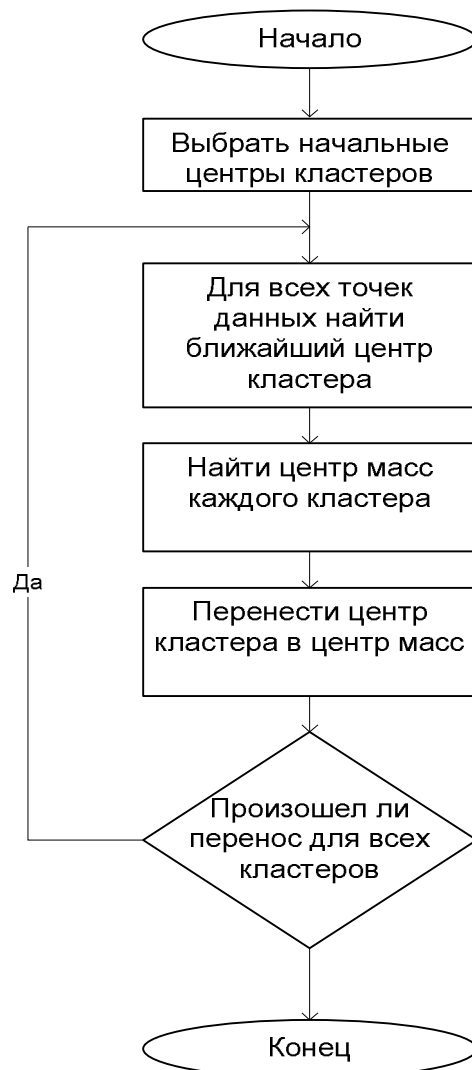 Начало
Выбрать начальные
центры кластеров
Для всех точек
данных найти
ближайший центр
кластера
Найти центр масс
каждого кластера
Да
Перенести центр
кластера в центр масс
Произошел ли
перенос для всех
кластеров
Конец